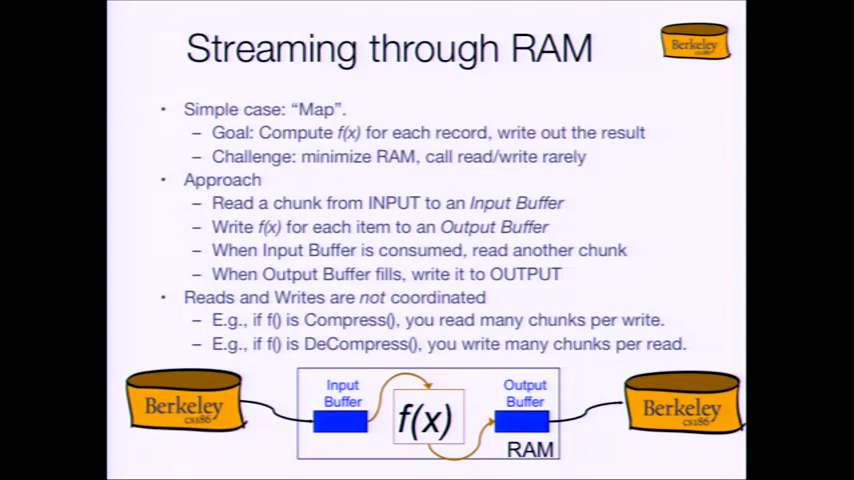 Streaming through RAM
Berkeley
cs186
• Simple case: “Map”.
– Goal: Compute f(x) for each record, write out the result
– Challenge: minimize RAM, call read/write rarely
• Approach
– Read a chunk from INPUT to an Input Buffer
– Write f(x) for each item to an Output Buffer
– When Input Buffer is consumed, read another chunk
– When Output Buffer fills, write it to OUTPUT
• Reads and Writes are not coordinated
– E.g., if f() is Compress(), you read many chunks per write.
– E.g., if f() is DeCompress(), you write many chunks per read.
Berkeley
cs186
Input
Buffer
f(x)
Output
Buffer
RAM
Berkeley
cs186